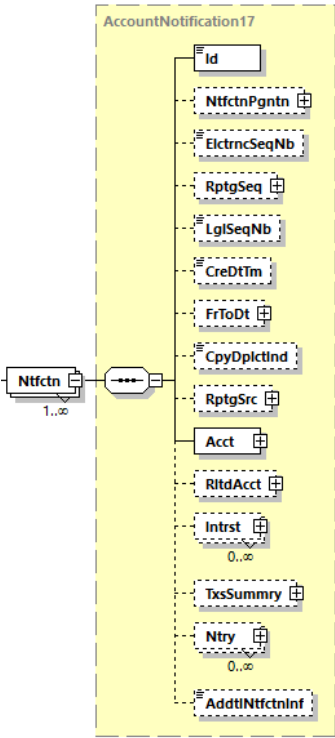 AccountNotification17
Id
NtfctnPgntn
ElctrncSeqNb
RptgSeq
LglSeqNb
CreDtTm
FrToDt
CpyDplctInd
Ntfctn
1..∞
RptgSrc
Acct
RltdAcct
Intrst
0..∞
TxsSummry
Ntry
0..∞
AddtlNtfctnInf